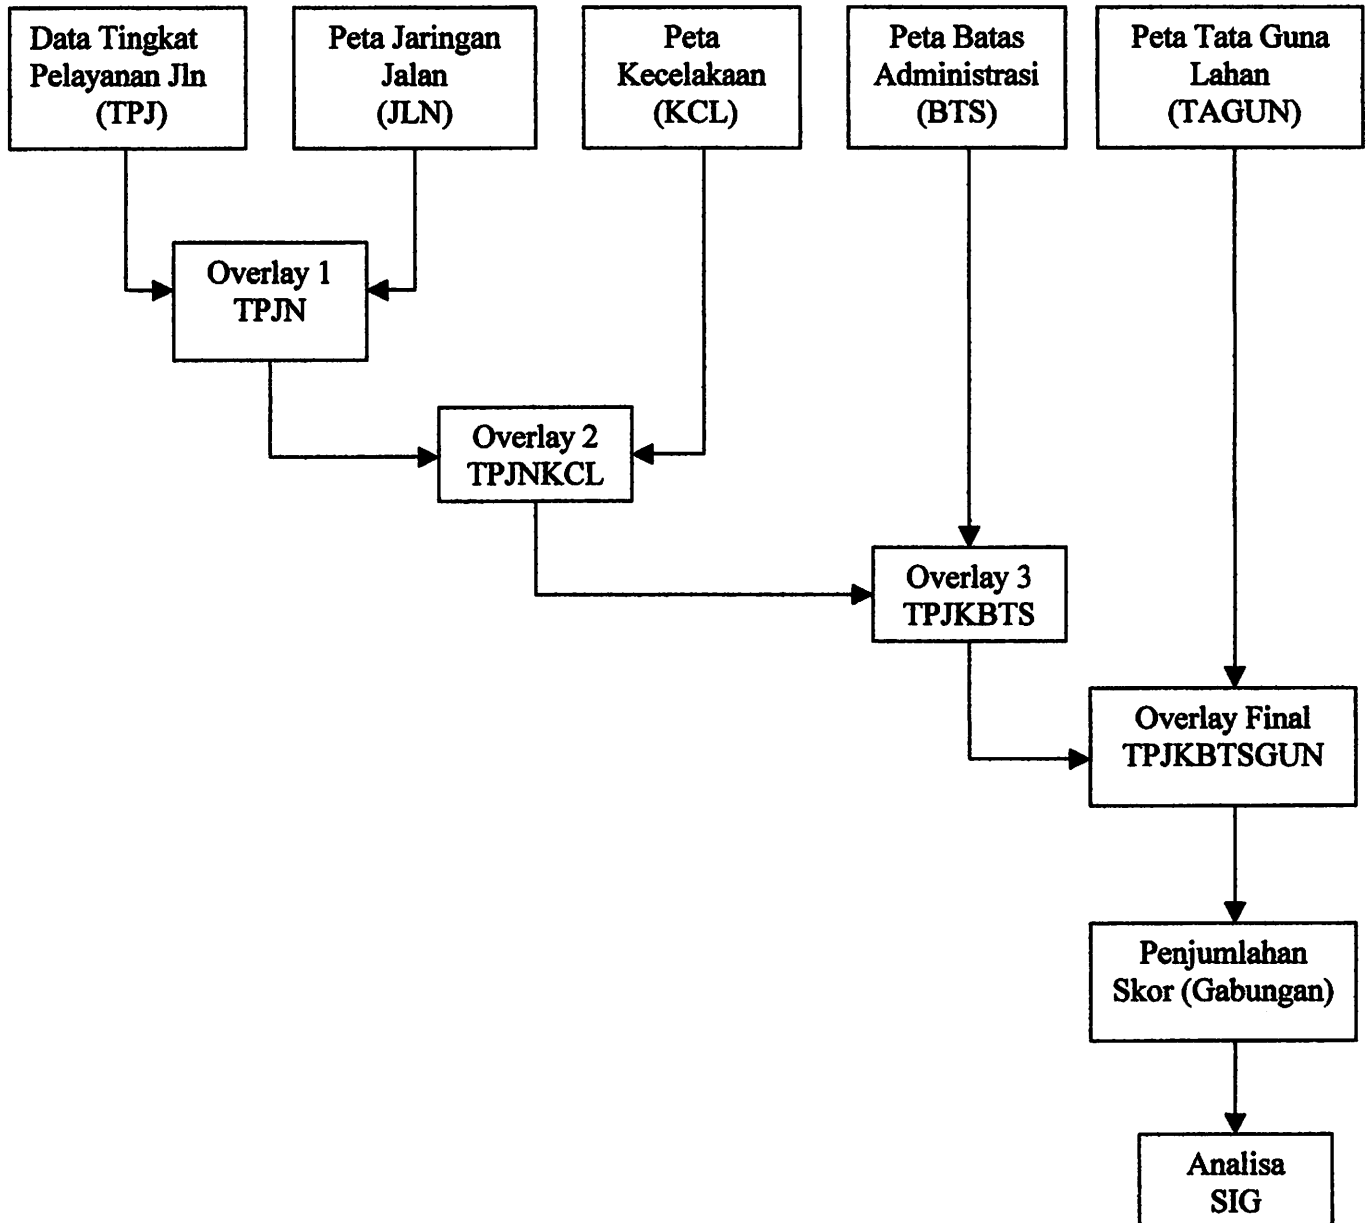 Data Tingkat
Pelayanan Jln
(TPJ)
Peta Jaringan
Jalan
(JLN)
Peta
Kecelakaan
(KCL)
Peta Batas
Administrasi
(BTS)
Peta Tata Guna
Lahan
(TAGUN)
Overlay 1
TPJN
Overlay 2
TPJNKCL
Overlay 3
TPJKBTS
Overlay Final
TPJKBTSGUN
Penjumlahan
Skor (Gabungan)
Analisa
SIG